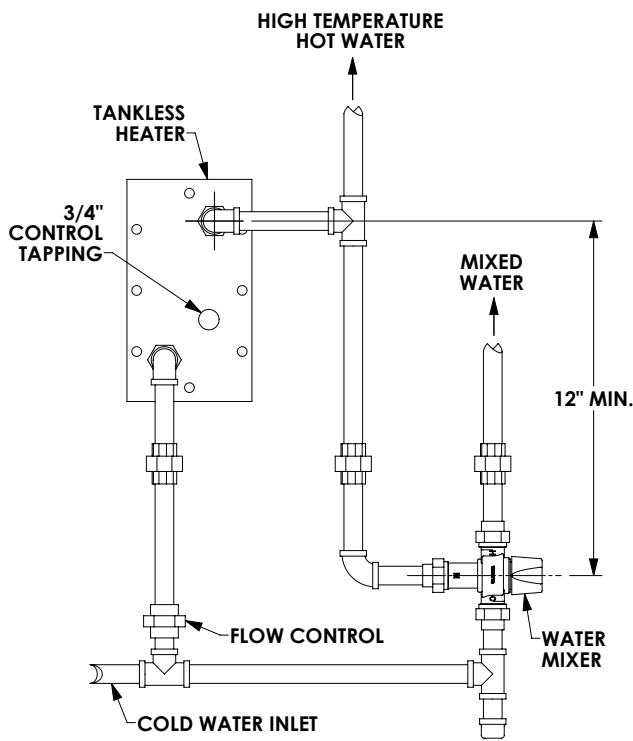 HIGH TEMPERATURE
HOT WATER
TANKLESS
HEATER
3/4"
CONTROL
TAPPING
MIXED
WATER
12" MIN.
FLOW CONTROL
WATER
MIXER
COLD WATER INLET